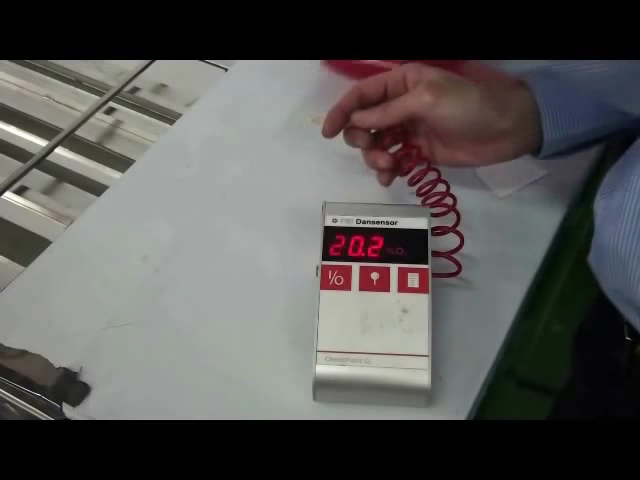 Dansensor
20.2 %O₂
I/O
CheckPoint O₂